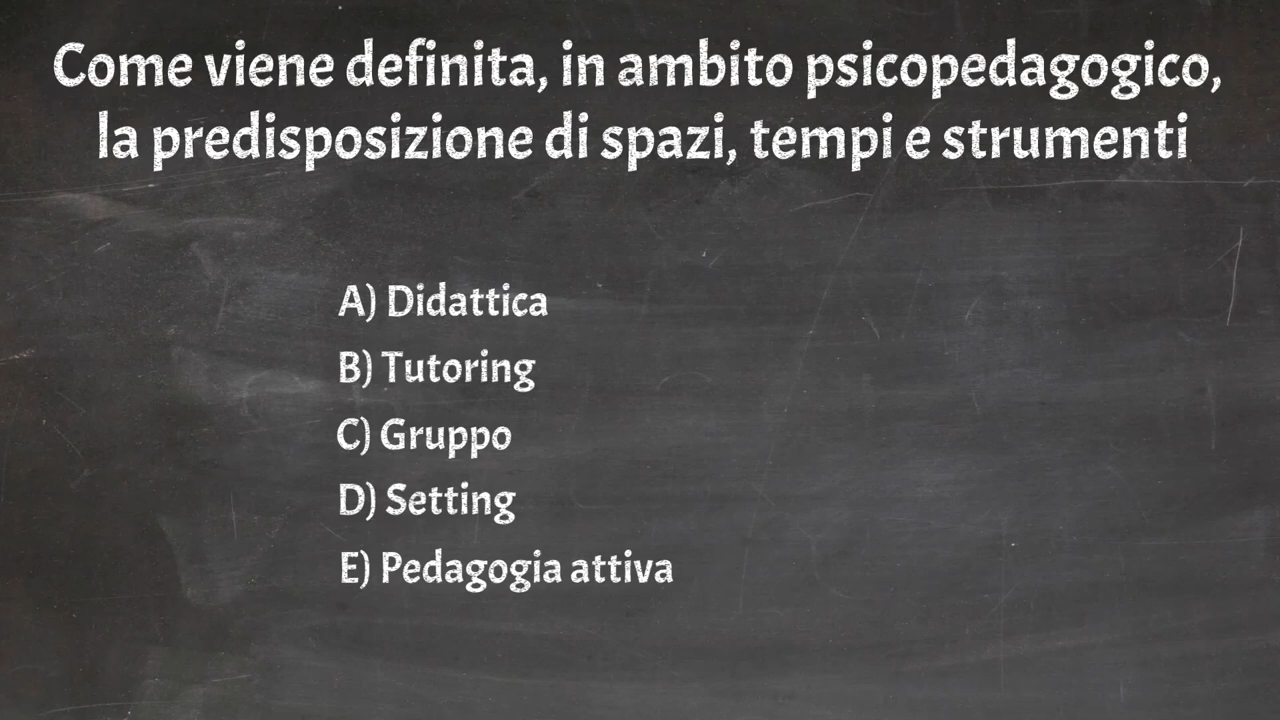 Come viene definita, in ambito psicopedagogico,
la predisposizione di spazi, tempi e strumenti
A) Didattica
B) Tutoring
C) Gruppo
D) Setting
E) Pedagogia attiva